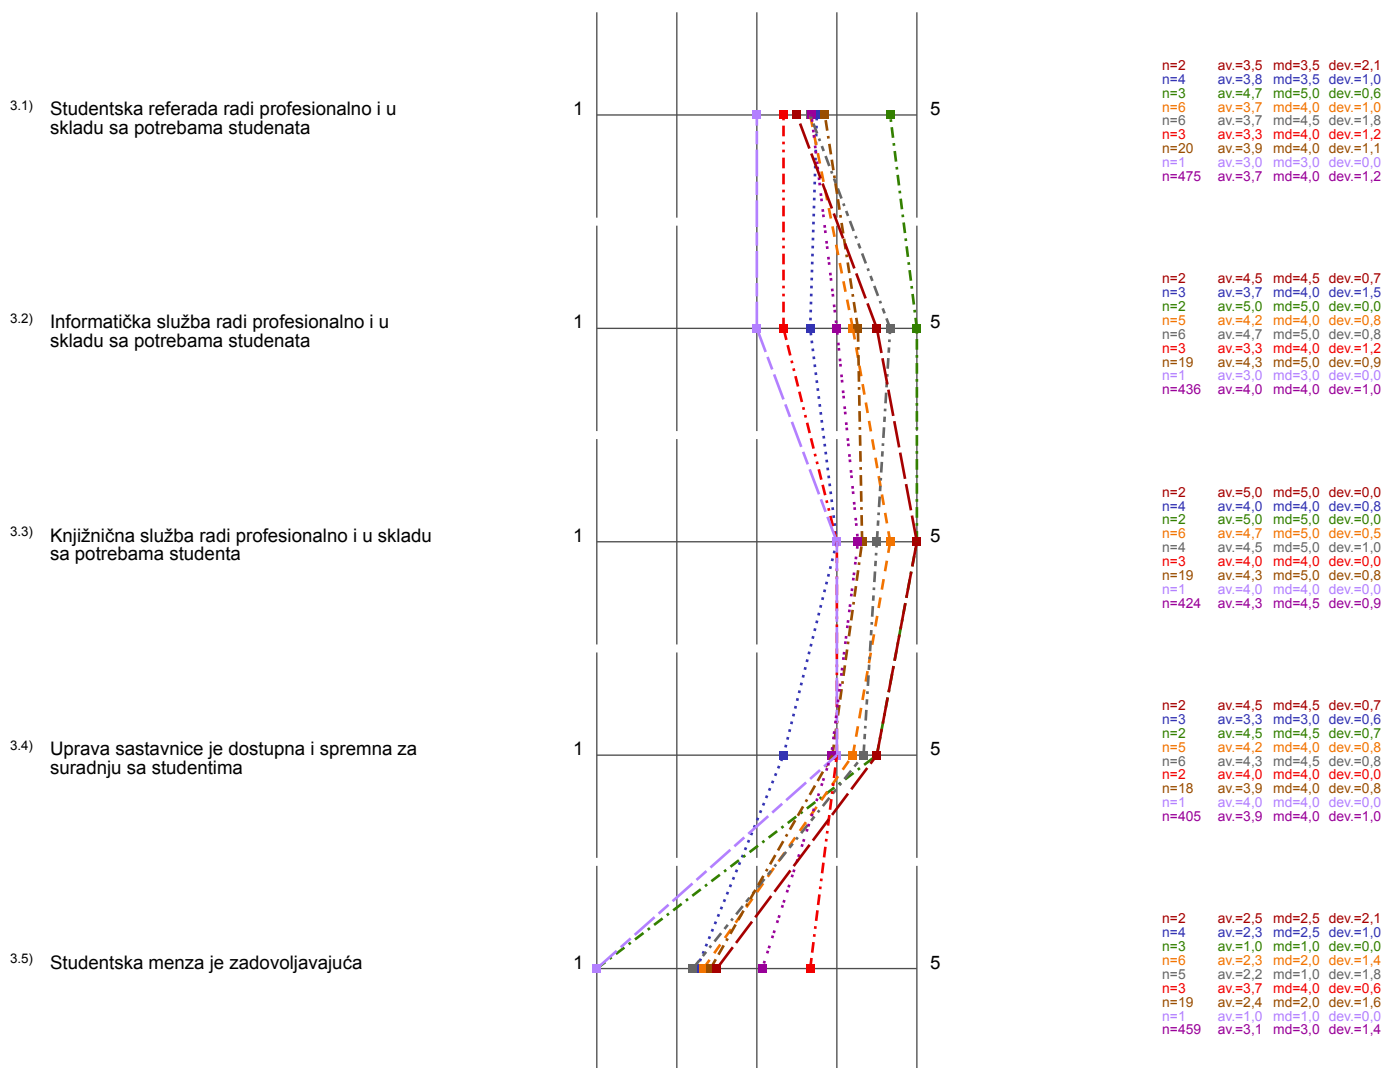 3.1) Studentska referada radi profesionalno i u
skladu sa potrebama studenata
1 5
n=2 av.=3,5 md=3,5 dev.=2,1
n=4 av.=3,8 md=3,5 dev.=1,0
n=3 av.=4,7 md=5,0 dev.=0,6
n=6 av.=3,7 md=4,0 dev.=1,0
n=6 av.=3,7 md=4,5 dev.=1,8
n=3 av.=3,3 md=4,0 dev.=1,2
n=20 av.=3,9 md=4,0 dev.=1,1
n=1 av.=3,0 md=3,0 dev.=0,0
n=475 av.=3,7 md=4,0 dev.=1,2
3.2) Informatička služba radi profesionalno i u
skladu sa potrebama studenata
1 5
n=2 av.=4,5 md=4,5 dev.=0,7
n=3 av.=3,7 md=4,0 dev.=1,5
n=2 av.=5,0 md=5,0 dev.=0,0
n=5 av.=4,2 md=4,0 dev.=0,8
n=6 av.=4,7 md=5,0 dev.=0,8
n=3 av.=3,3 md=4,0 dev.=1,2
n=19 av.=4,3 md=5,0 dev.=0,9
n=1 av.=3,0 md=3,0 dev.=0,0
n=436 av.=4,0 md=4,0 dev.=1,0
3.3) Knjižnična služba radi profesionalno i u skladu
sa potrebama studenta
1 5
n=2 av.=5,0 md=5,0 dev.=0,0
n=4 av.=4,0 md=4,0 dev.=0,8
n=2 av.=5,0 md=5,0 dev.=0,0
n=6 av.=4,7 md=5,0 dev.=0,5
n=4 av.=4,5 md=5,0 dev.=1,0
n=3 av.=4,0 md=4,0 dev.=0,0
n=19 av.=4,3 md=5,0 dev.=0,8
n=1 av.=4,0 md=4,0 dev.=0,0
n=424 av.=4,3 md=4,5 dev.=0,9
3.4) Uprava sastavnice je dostupna i spremna za
suradnju sa studentima
1 5
n=2 av.=4,5 md=4,5 dev.=0,7
n=3 av.=3,3 md=3,0 dev.=0,6
n=2 av.=4,5 md=4,5 dev.=0,7
n=5 av.=4,2 md=4,0 dev.=0,8
n=6 av.=4,3 md=4,5 dev.=0,8
n=2 av.=4,0 md=4,0 dev.=0,0
n=18 av.=3,9 md=4,0 dev.=0,8
n=1 av.=4,0 md=4,0 dev.=0,0
n=405 av.=3,9 md=4,0 dev.=1,0
3.5) Studentska menza je zadovoljavajuća
1 5
n=2 av.=2,5 md=2,5 dev.=2,1
n=4 av.=2,3 md=2,5 dev.=1,0
n=3 av.=1,0 md=1,0 dev.=0,0
n=6 av.=2,3 md=2,0 dev.=1,4
n=5 av.=2,2 md=1,0 dev.=1,8
n=3 av.=3,7 md=4,0 dev.=0,6
n=19 av.=2,4 md=2,0 dev.=1,6
n=1 av.=1,0 md=1,0 dev.=0,0
n=459 av.=3,1 md=3,0 dev.=1,4